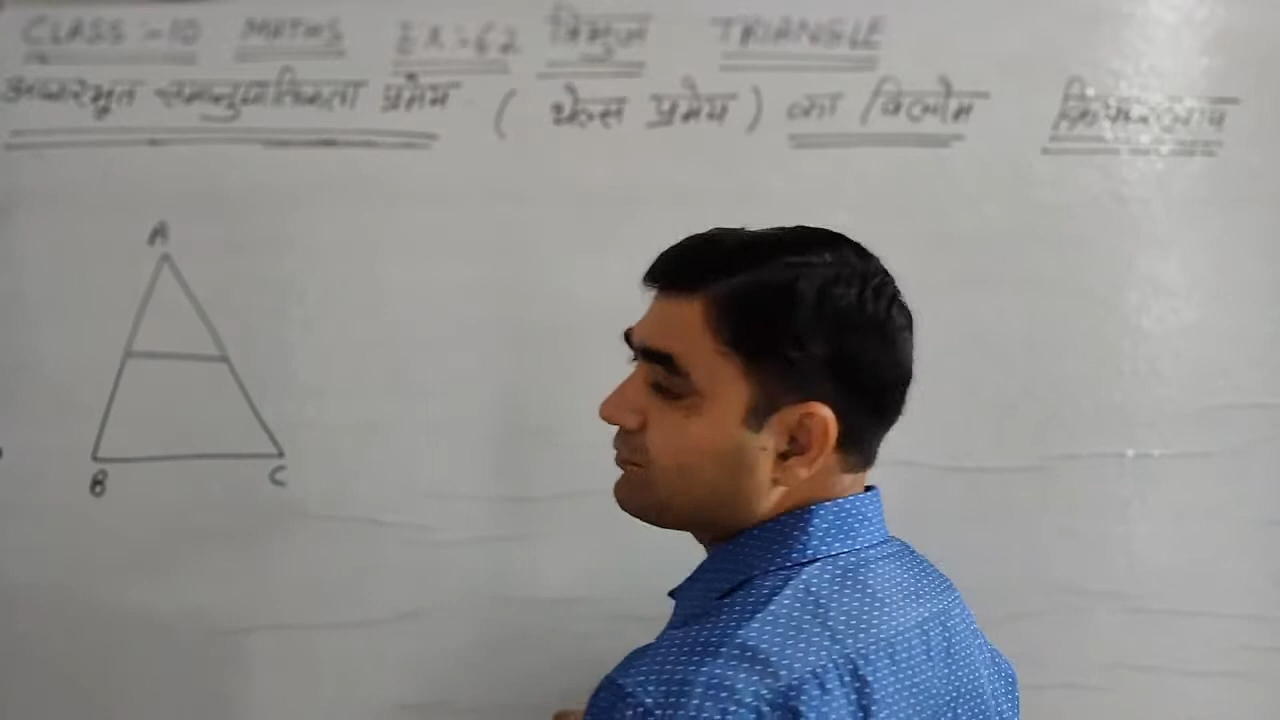 CLASS :- 10 MATHS EX :- 6.2 त्रिभुज TRIANGLE
आधारभूत समानुपातिकता प्रमेय ( थेल्स प्रमेय ) का विलोम
A
B C